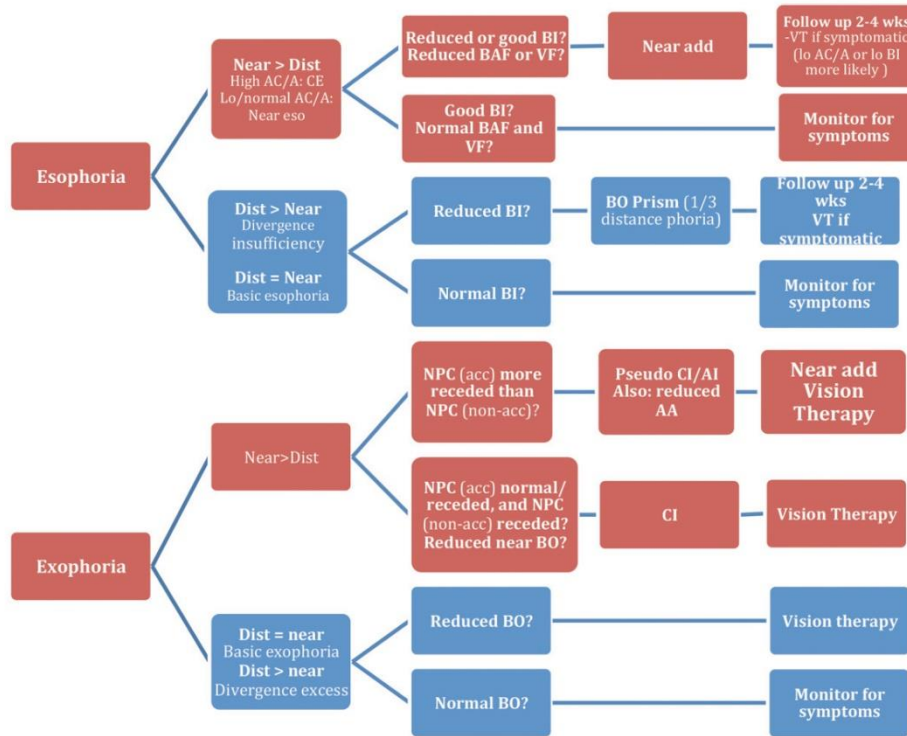 Esophoria
Near > Dist
High AC/A: CE
Lo/normal AC/A:
Near eso
Reduced or good BI?
Reduced BAF or VF?
Near add
Follow up 2-4 wks
-VT if symptomatic
(lo AC/A or lo BI
more likely )
Good BI?
Normal BAF and
VF?
Monitor for
symptoms
Dist > Near
Divergence
insufficiency
Dist = Near
Basic esophoria
Reduced BI?
BO Prism (1/3
distance phoria)
Follow up 2-4
wks
VT if
symptomatic
Normal BI?
Monitor for
symptoms
Exophoria
Near>Dist
NPC (acc) more
receded than
NPC (non-acc)?
Pseudo CI/AI
Also: reduced
AA
Near add
Vision
Therapy
NPC (acc) normal/
receded, and NPC
(non-acc) receded?
Reduced near BO?
CI
Vision Therapy
Dist = near
Basic exophoria
Dist > near
Divergence excess
Reduced BO?
Vision therapy
Normal BO?
Monitor for
symptoms